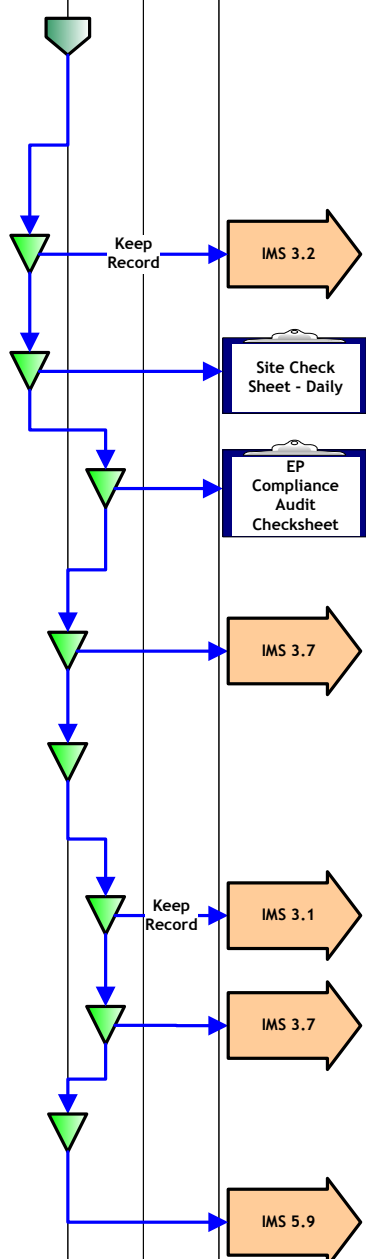 Keep
Record
IMS 3.2
Site Check
Sheet - Daily
EP
Compliance
Audit
Checksheet
IMS 3.7
Keep
Record
IMS 3.1
IMS 3.7
IMS 5.9